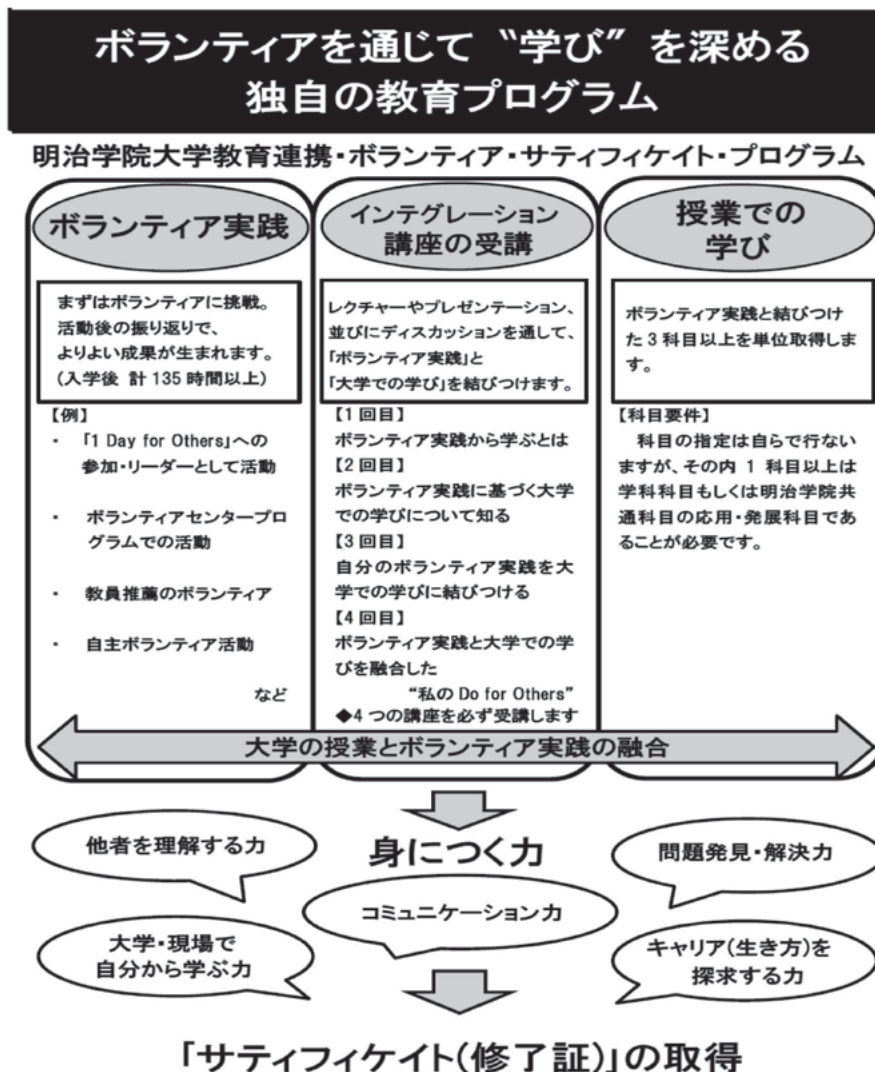 ボランティアを通じて“学び”を深める
独自の教育プログラム
明治学院大学教育連携・ボランティア・サティフィケイト・プログラム
ボランティア実践
まずはボランティアに挑戦。
活動後の振り返りで、
よりよい成果が生まれます。
(入学後 計 135 時間以上)
【例】
・ 「1 Day for Others」への
参加・リーダーとして活動
・ ボランティアセンタープロ
グラムでの活動
・ 教員推薦のボランティア
・ 自主ボランティア活動
など
インテグレーション
講座の受講
レクチャーやプレゼンテーション、
並びにディスカッションを通して、
「ボランティア実践」と
「大学での学び」を結びつけます。
【1 回目】
ボランティア実践から学ぶとは
【2 回目】
ボランティア実践に基づく大学
での学びについて知る
【3 回目】
自分のボランティア実践を大
学での学びに結びつける
【4 回目】
ボランティア実践と大学での学
びを融合した
“私の Do for Others”
◆4 つの講座を必ず受講します
授業での
学び
ボランティア実践と結びつけ
た 3 科目以上を単位取得しま
す。
【科目要件】
科目の指定は自らで行ない
ますが、その内 1 科目以上は
学科科目もしくは明治学院共
通科目の応用・発展科目であ
ることが必要です。
大学の授業とボランティア実践の融合
身につく力
他者を理解する力
問題発見・解決力
コミュニケーション力
大学・現場で
自分から学ぶ力
キャリア(生き方)を
探求する力
「サティフィケイト(修了証)」の取得